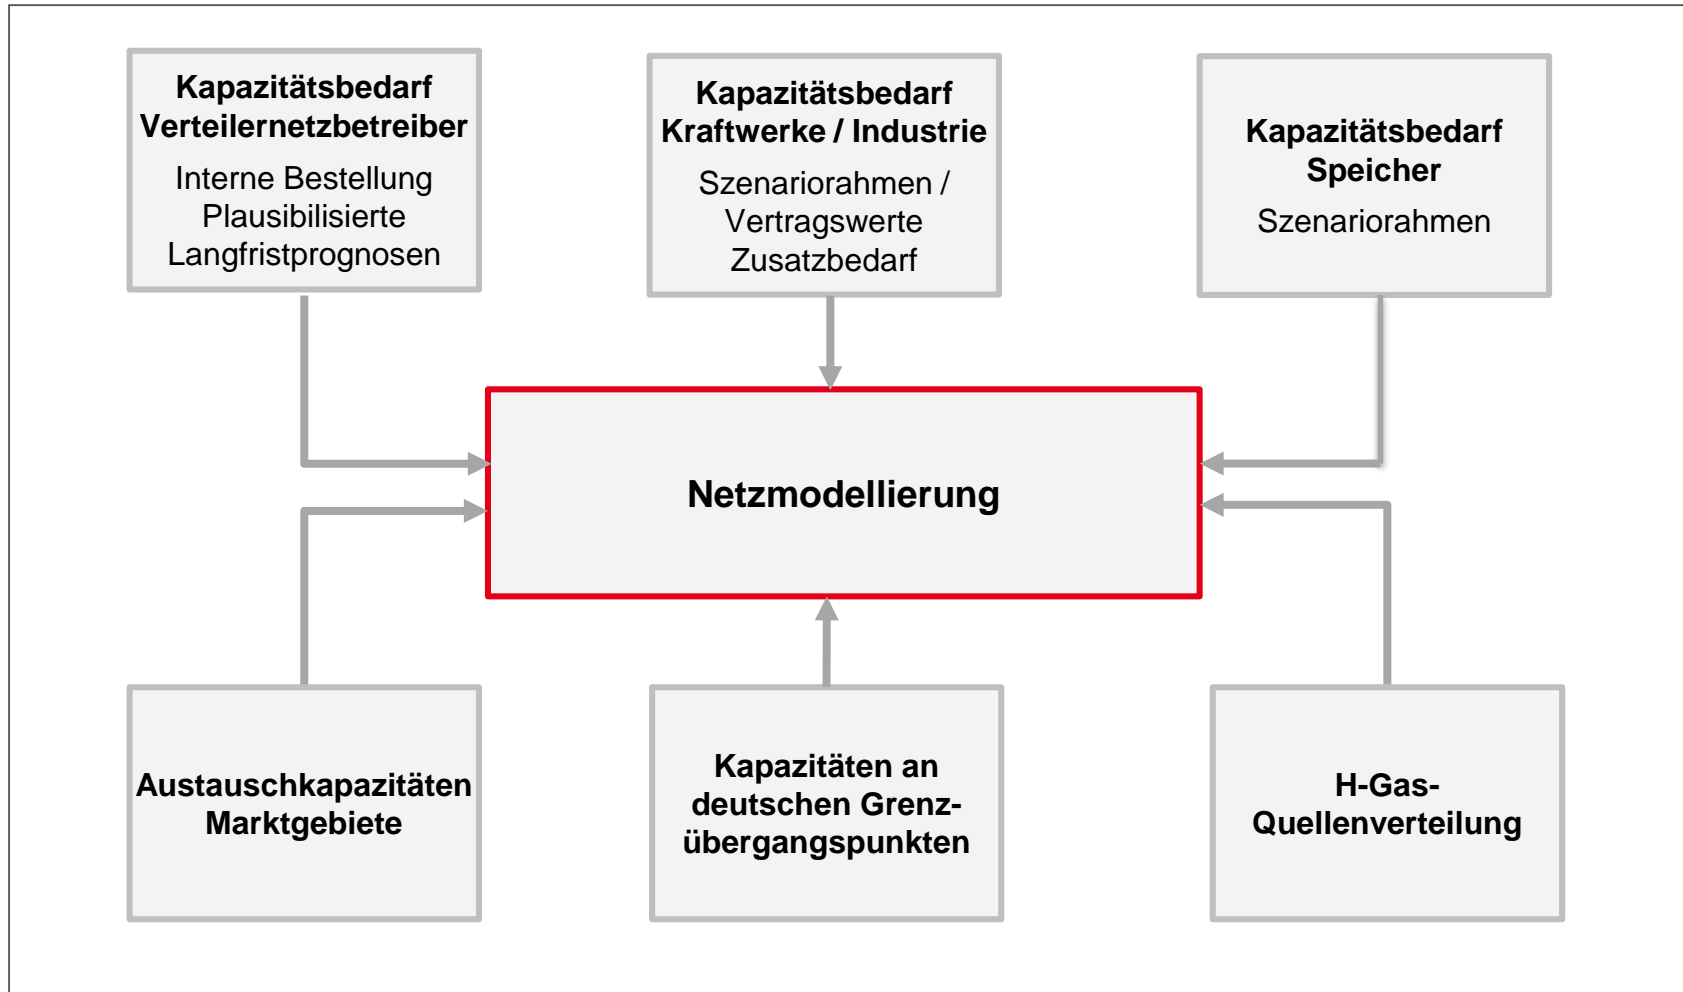 Kapazitätsbedarf
Verteilernetzbetreiber
Interne Bestellung
Plausibilisierte
Langfristprognosen
Kapazitätsbedarf
Kraftwerke / Industrie
Szenariorahmen /
Vertragswerte
Zusatzbedarf
Kapazitätsbedarf
Speicher
Szenariorahmen
Netzmodellierung
Austauschkapazitäten
Marktgebiete
Kapazitäten an
deutschen Grenz-
übergangspunkten
H-Gas-
Quellenverteilung